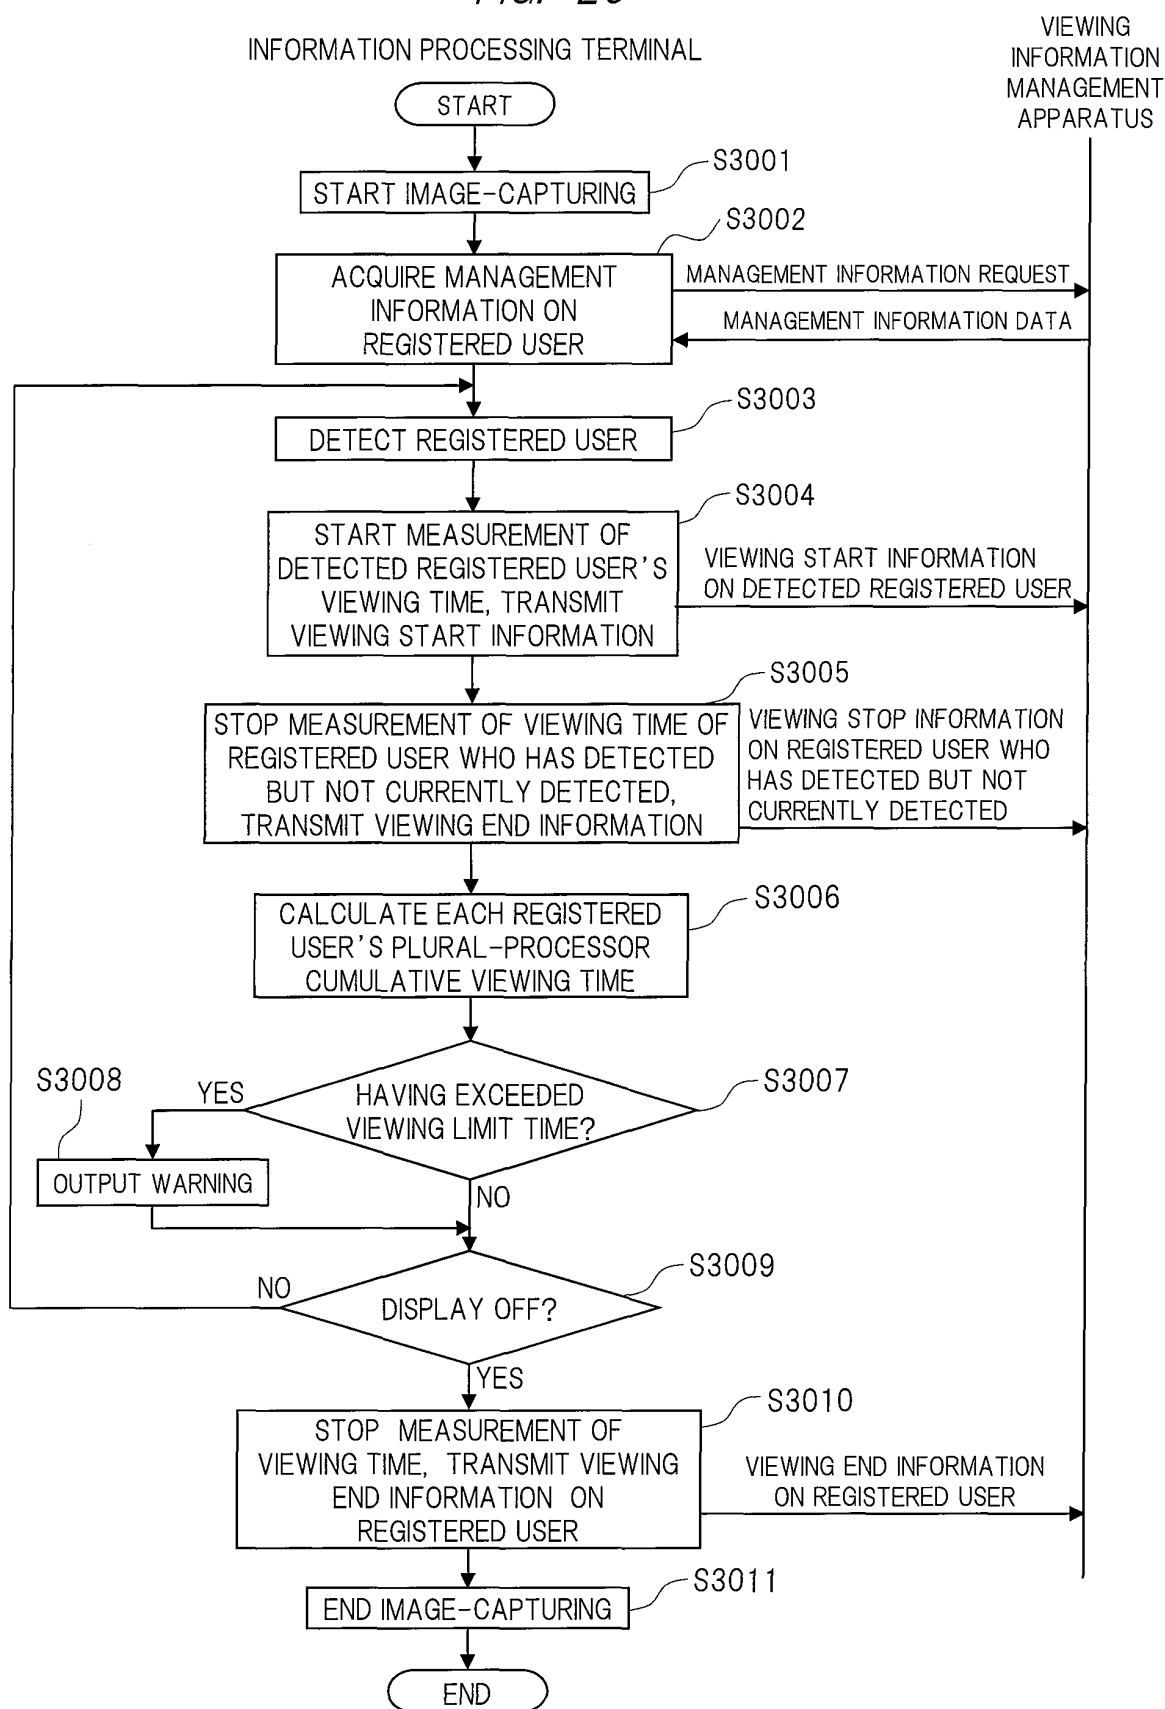 INFORMATION PROCESSING TERMINAL
VIEWING
INFORMATION
MANAGEMENT
APPARATUS
START
S3001
START IMAGE-CAPTURING
S3002
ACQUIRE MANAGEMENT
INFORMATION ON
REGISTERED USER
MANAGEMENT INFORMATION REQUEST
MANAGEMENT INFORMATION DATA
S3003
DETECT REGISTERED USER
S3004
START MEASUREMENT OF
DETECTED REGISTERED USER'S
VIEWING TIME, TRANSMIT
VIEWING START INFORMATION
VIEWING START INFORMATION
ON DETECTED REGISTERED USER
S3005
STOP MEASUREMENT OF VIEWING TIME OF
REGISTERED USER WHO HAS DETECTED
BUT NOT CURRENTLY DETECTED,
TRANSMIT VIEWING END INFORMATION
VIEWING STOP INFORMATION
ON REGISTERED USER WHO
HAS DETECTED BUT NOT
CURRENTLY DETECTED
S3006
CALCULATE EACH REGISTERED
USER'S PLURAL-PROCESSOR
CUMULATIVE VIEWING TIME
S3007
HAVING EXCEEDED
VIEWING LIMIT TIME?
YES
S3008
OUTPUT WARNING
NO
S3009
DISPLAY OFF?
NO
YES
S3010
STOP MEASUREMENT OF
VIEWING TIME, TRANSMIT VIEWING
END INFORMATION ON
REGISTERED USER
VIEWING END INFORMATION
ON REGISTERED USER
S3011
END IMAGE-CAPTURING
END